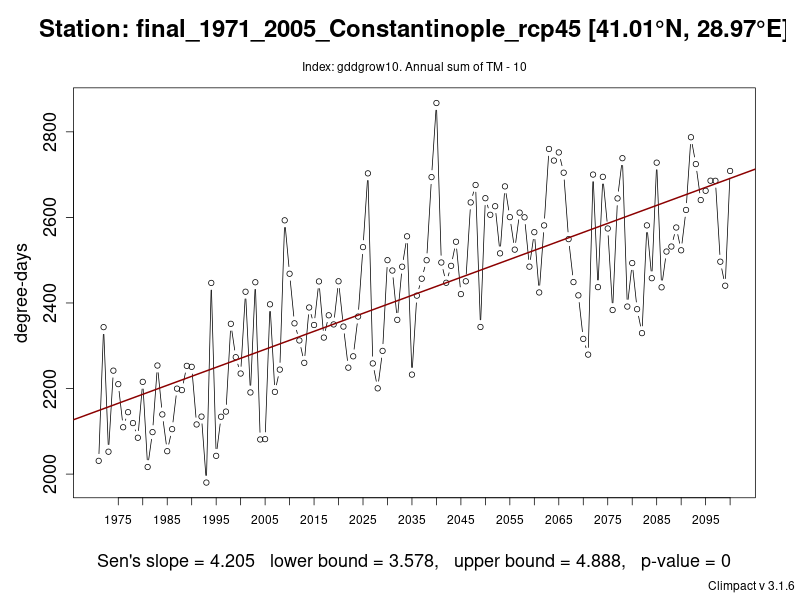 Station: final_1971_2005_Constantinople_rcp45 [41.01°N, 28.97°E]
Index: gddgrow10. Annual sum of TM - 10
degree-days
2800
2600
2400
2200
2000
1975 1985 1995 2005 2015 2025 2035 2045 2055 2065 2075 2085 2095
Sen's slope = 4.205 lower bound = 3.578, upper bound = 4.888, p-value = 0
Climpact v 3.1.6